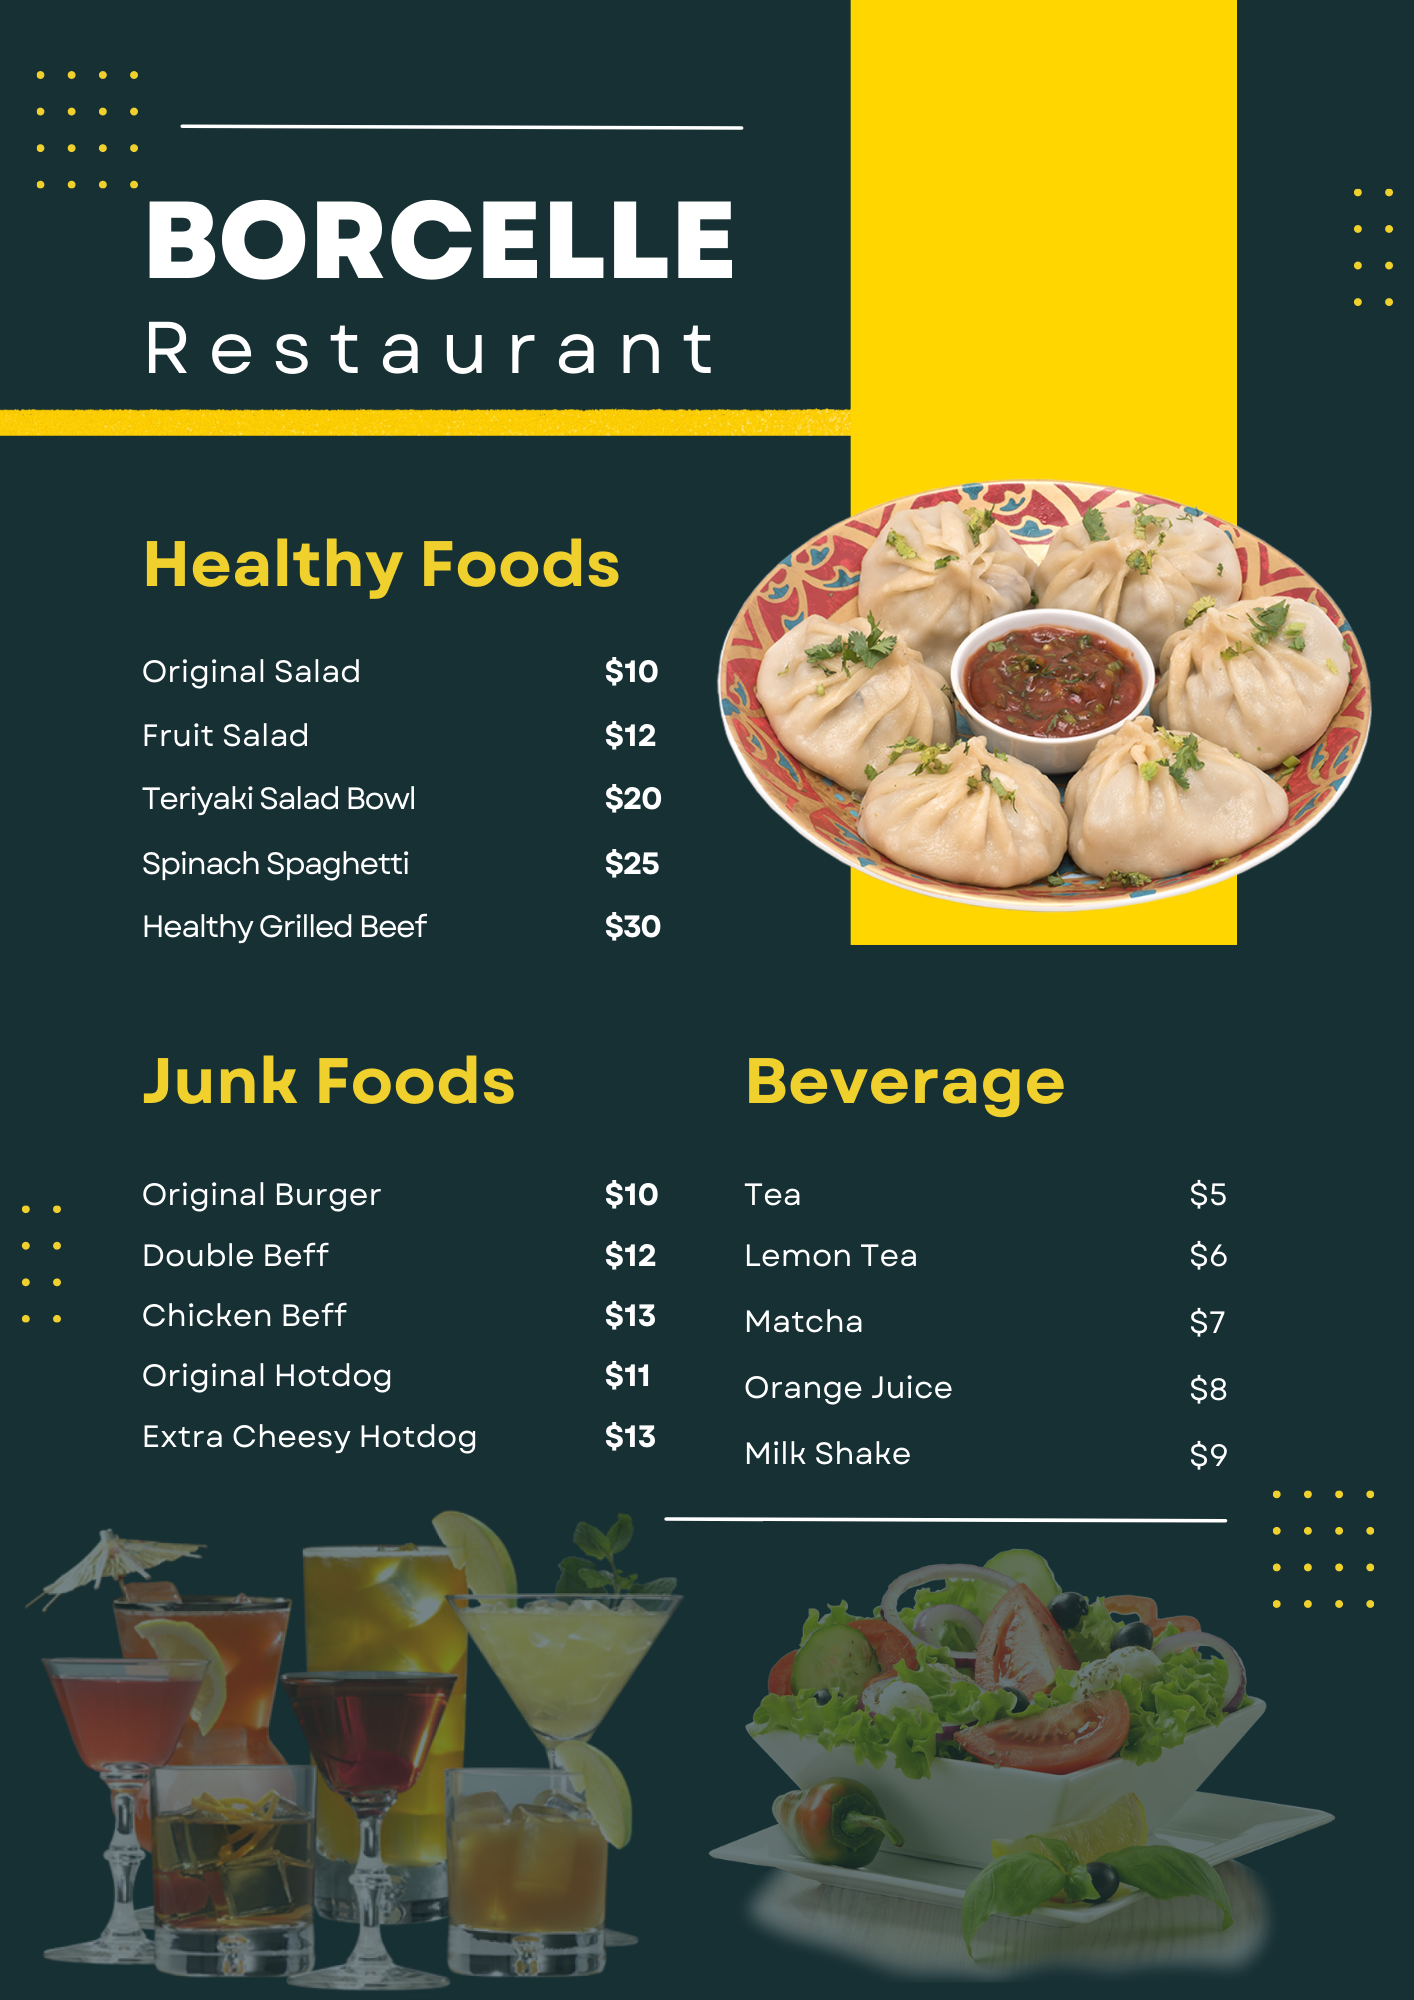 BORCELLE
Restaurant
Healthy Foods
Original Salad $10
Fruit Salad $12
Teriyaki Salad Bowl $20
Spinach Spaghetti $25
Healthy Grilled Beef $30
Junk Foods
Original Burger $10
Double Beff $12
Chicken Beff $13
Original Hotdog $11
Extra Cheesy Hotdog $13
Beverage
Tea $5
Lemon Tea $6
Matcha $7
Orange Juice $8
Milk Shake $9